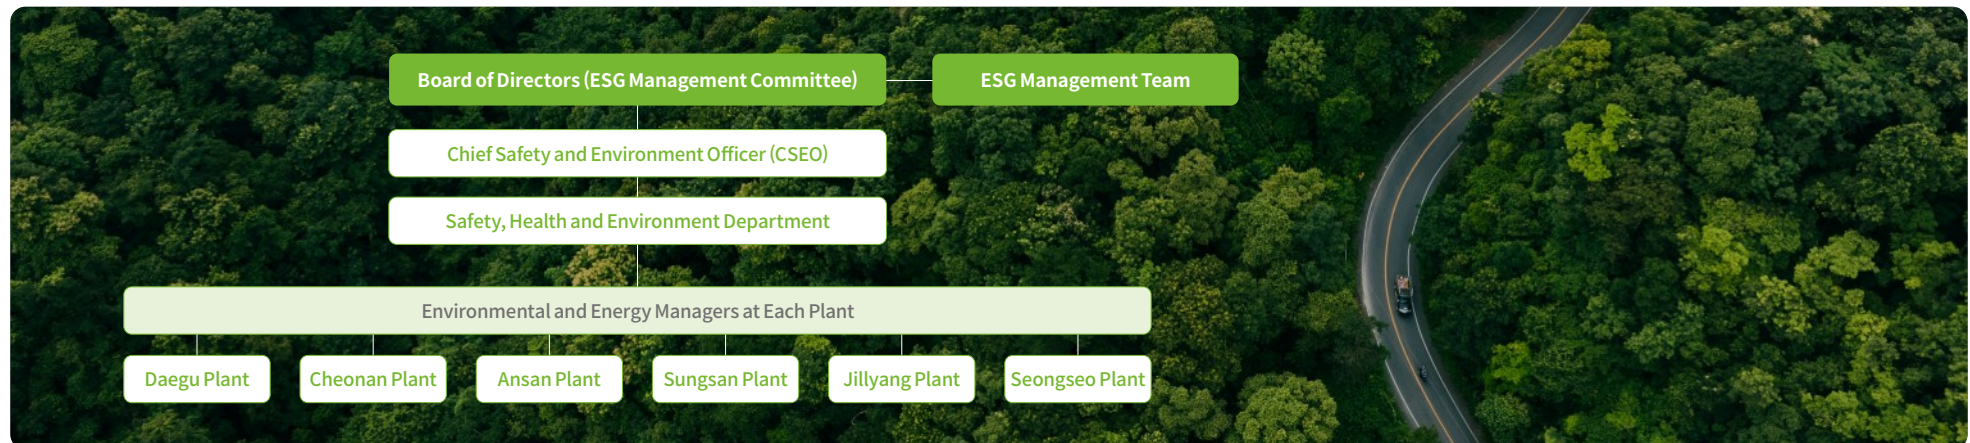 Board of Directors (ESG Management Committee)
ESG Management Team
Chief Safety and Environment Officer (CSEO)
Safety, Health and Environment Department
Environmental and Energy Managers at Each Plant
Daegu Plant
Cheonan Plant
Ansan Plant
Sungsan Plant
Jillyang Plant
Seongseo Plant